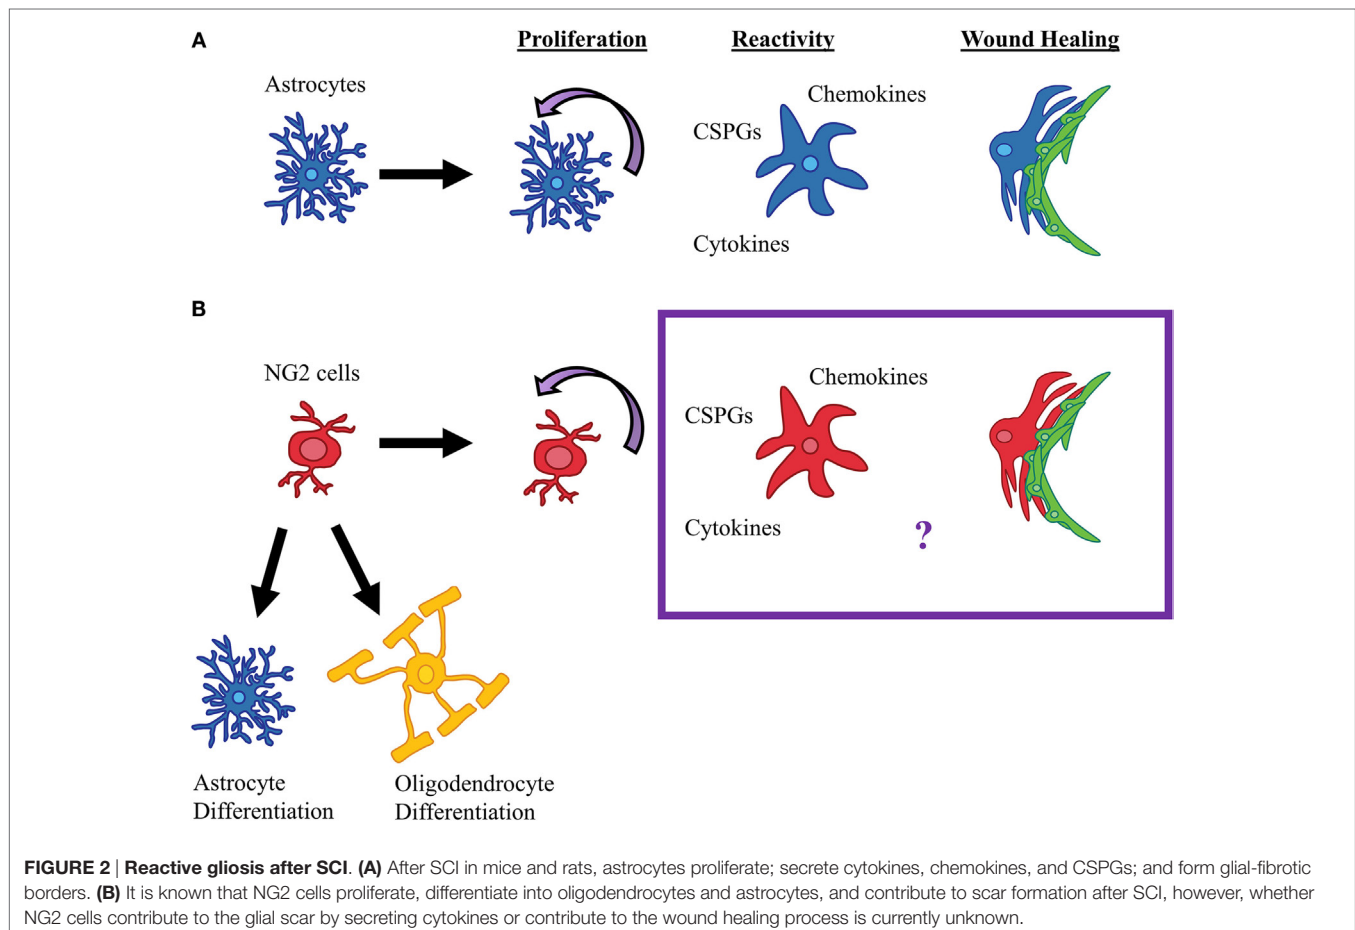 A
Proliferation
Reactivity
Wound Healing
Astrocytes
Chemokines
CSPGs
Cytokines
B
NG2 cells
Chemokines
CSPGs
Cytokines
?
Astrocyte
Differentiation
Oligodendrocyte
Differentiation
FIGURE 2 | Reactive gliosis after SCI. (A) After SCI in mice and rats, astrocytes proliferate; secrete cytokines, chemokines, and CSPGs; and form glial-fibrotic
borders. (B) It is known that NG2 cells proliferate, differentiate into oligodendrocytes and astrocytes, and contribute to scar formation after SCI, however, whether
NG2 cells contribute to the glial scar by secreting cytokines or contribute to the wound healing process is currently unknown.